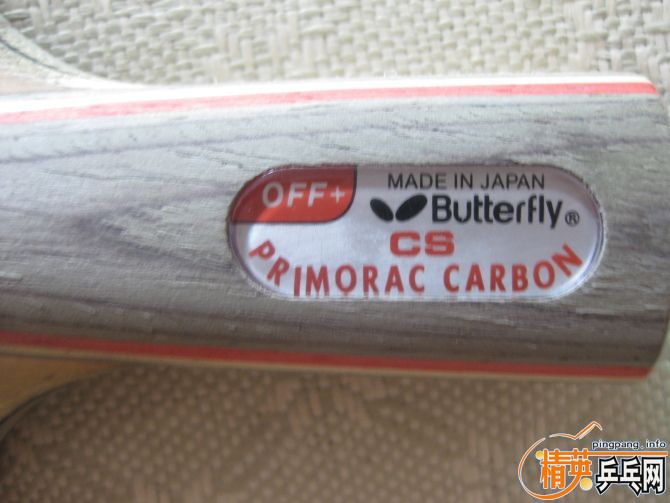 OFF+
MADE IN JAPAN
Butterfly®
CS
PRIMORAC CARBON
pingpang.info
精英乒乓网